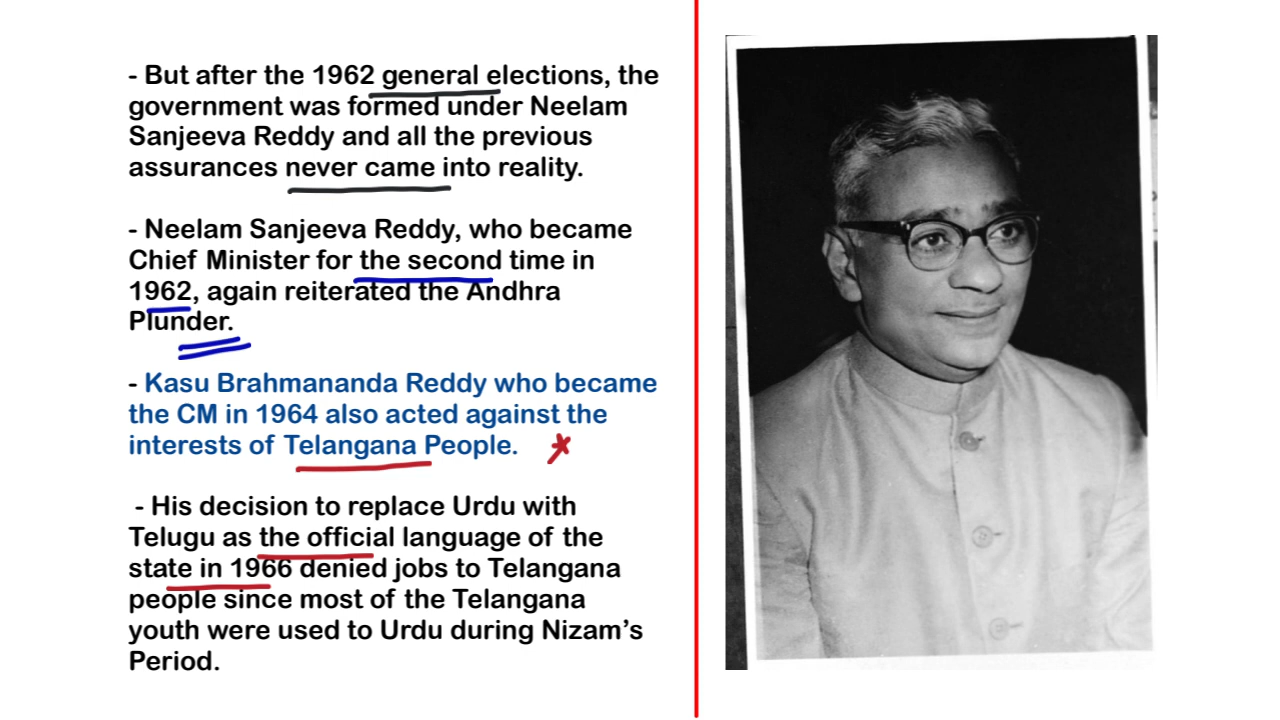 - But after the 1962 general elections, the
government was formed under Neelam
Sanjeeva Reddy and all the previous
assurances never came into reality.
- Neelam Sanjeeva Reddy, who became
Chief Minister for the second time in
1962, again reiterated the Andhra
Plunder.
- Kasu Brahmananda Reddy who became
the CM in 1964 also acted against the
interests of Telangana People.
- His decision to replace Urdu with
Telugu as the official language of the
state in 1966 denied jobs to Telangana
people since most of the Telangana
youth were used to Urdu during Nizam’s
Period.